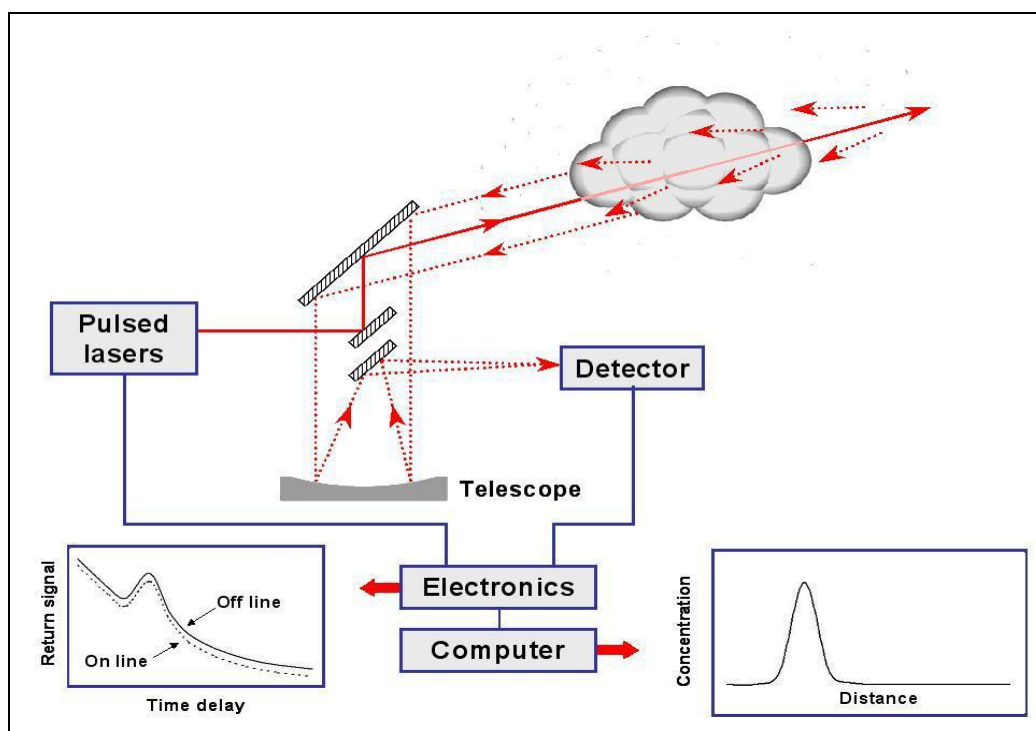 Pulsed
lasers
Detector
Telescope
Electronics
Computer
Return signal
Off line
On line
Time delay
Concentration
Distance